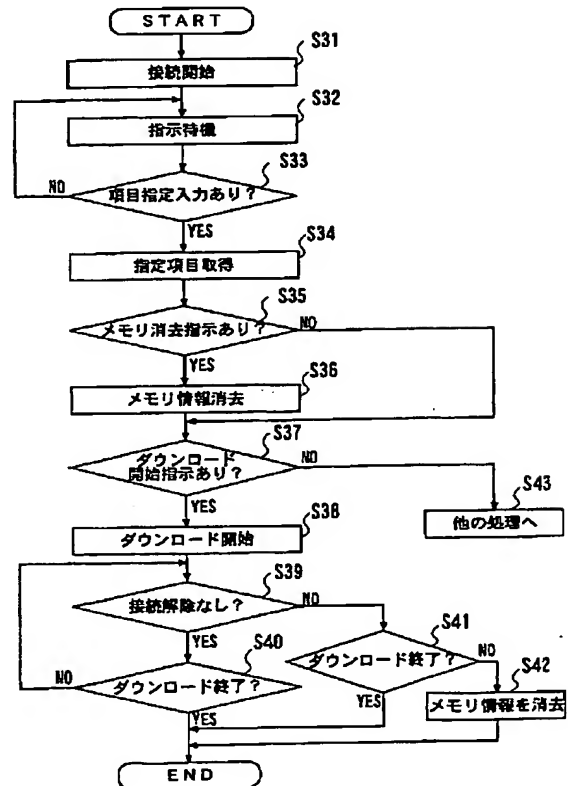 START
S31
接続開始
S32
指示待機
S33
NO
項目指定入力あり?
YES
S34
指定項目取得
S35
メモリ消去指示あり?
NO
YES
S36
メモリ情報消去
S37
ダウンロード
開始指示あり?
NO
YES
S43
他の処理へ
S38
ダウンロード開始
S39
接続解除なし?
NO
YES
S41
S40
ダウンロード終了?
NO
S42
NO
ダウンロード終了?
メモリ情報を消去
YES
YES
END